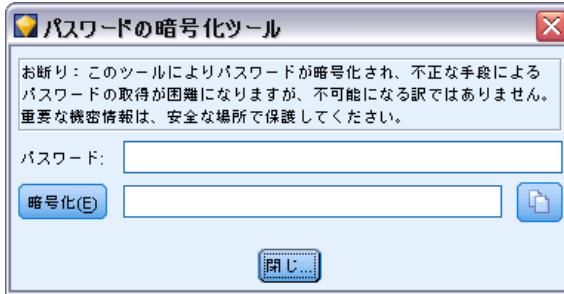 パスワードの暗号化ツール
お断り：このツールによりパスワードが暗号化され、不正な手段による
パスワードの取得が困難になりますが、不可能になる訳ではありません。
重要な機密情報は、安全な場所で保護してください。
パスワード:
暗号化(E)
閉じ...